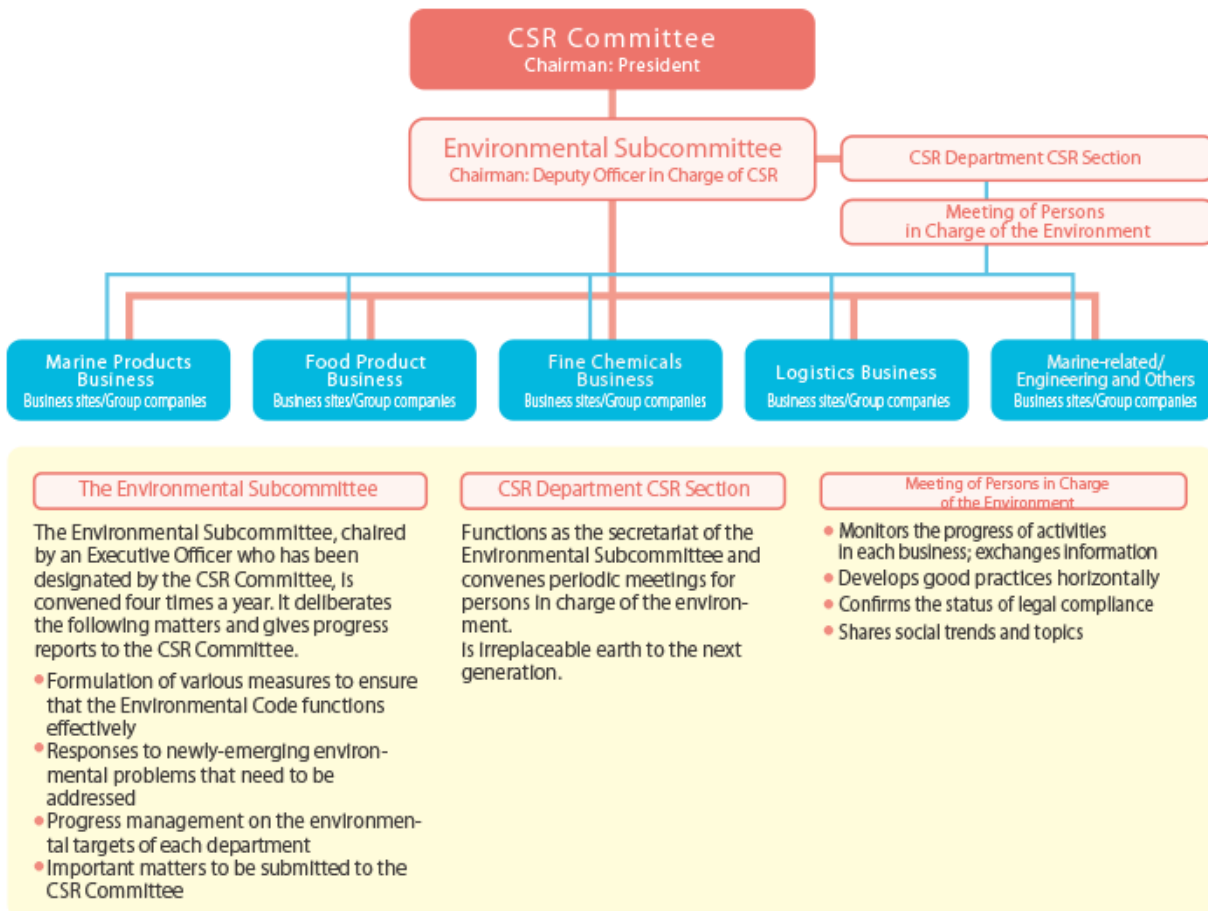 CSR Committee
Chairman: President
Environmental Subcommittee
Chairman: Deputy Officer in Charge of CSR
CSR Department CSR Section
Meeting of Persons
in Charge of the Environment
Marine Products
Business
Business sites/Group companies
Food Product
Business
Business sites/Group companies
Fine Chemicals
Business
Business sites/Group companies
Logistics Business
Business sites/Group companies
Marine-related/
Engineering and Others
Business sites/Group companies
The Environmental Subcommittee
The Environmental Subcommittee, chaired
by an Executive Officer who has been
designated by the CSR Committee, is
convened four times a year. It deliberates
the following matters and gives progress
reports to the CSR Committee.
• Formulation of various measures to ensure
that the Environmental Code functions
effectively
• Responses to newly-emerging environ-
mental problems that need to be
addressed
• Progress management on the environmen-
tal targets of each department
• Important matters to be submitted to the
CSR Committee
CSR Department CSR Section
Functions as the secretariat of the
Environmental Subcommittee and
convenes periodic meetings for
persons in charge of the environ-
ment.
is irreplaceable earth to the next
generation.
Meeting of Persons in Charge
of the Environment
• Monitors the progress of activities
in each business; exchanges information
• Develops good practices horizontally
• Confirms the status of legal compliance
• Shares social trends and topics